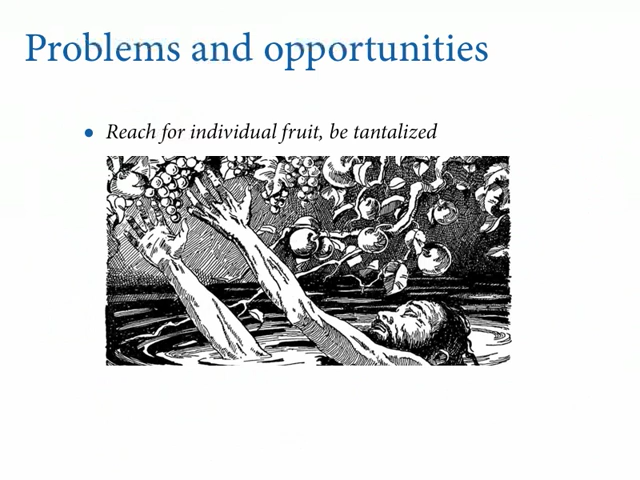 Problems and opportunities
• Reach for individual fruit, be tantalized